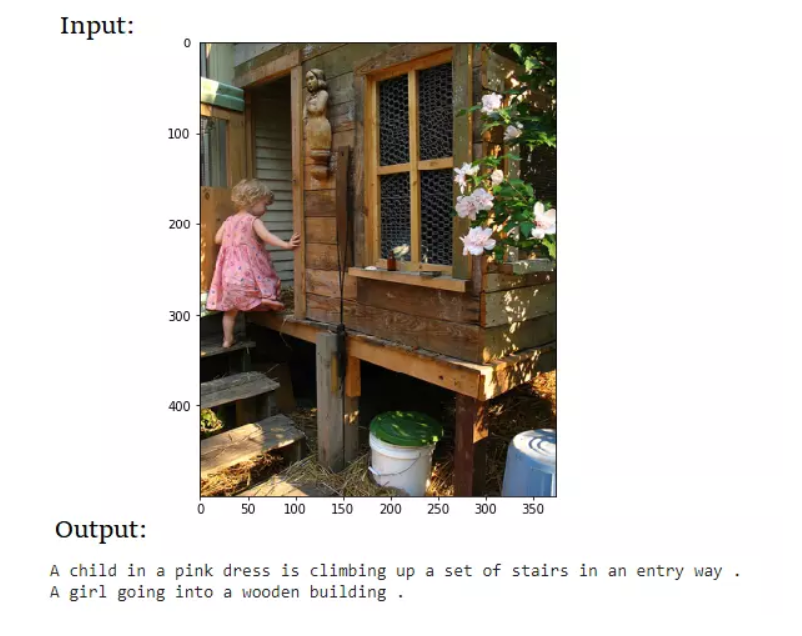 Input:
0
100
200
300
400
0 50 100 150 200 250 300 350
Output:
A child in a pink dress is climbing up a set of stairs in an entry way .
A girl going into a wooden building .